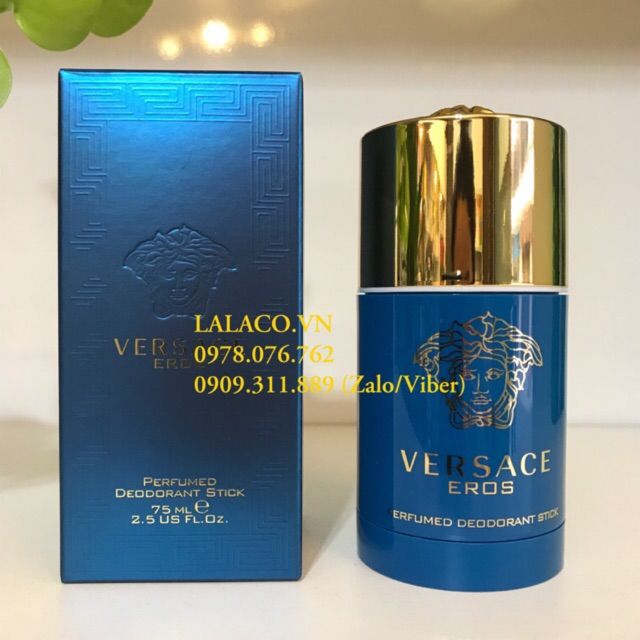 LALACO.VN
0978.076.762
0909.311.889 (Zalo/Viber)
VERSACE
EROS
PERFUMED
DEODORANT STICK
75 ML e
2.5 US FL.OZ.
VERSACE
EROS
PERFUMED DEODORANT STICK